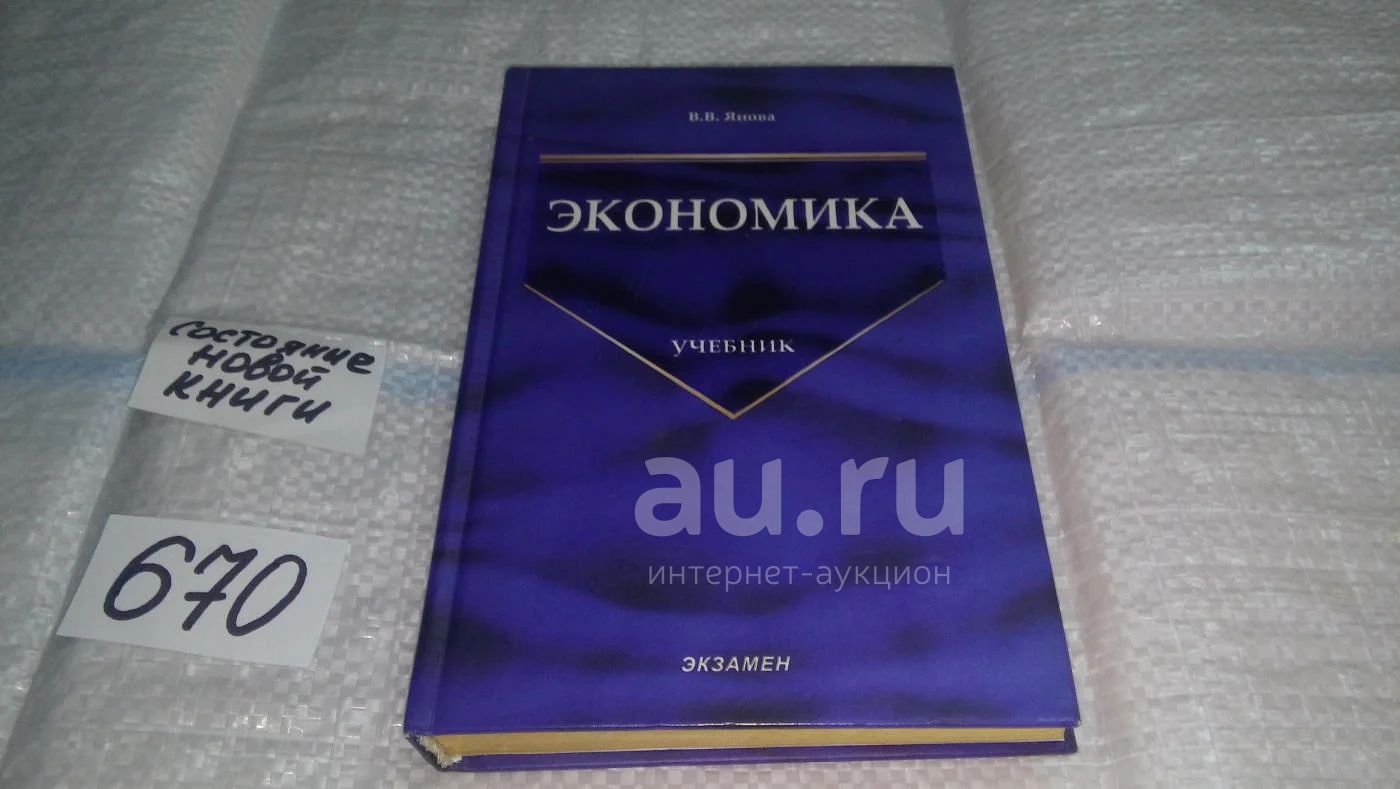 В.В. Янова
ЭКОНОМИКА
УЧЕБНИК
ЭКЗАМЕН
состояние
новой
книги
670
au.ru
интернет-аукцион